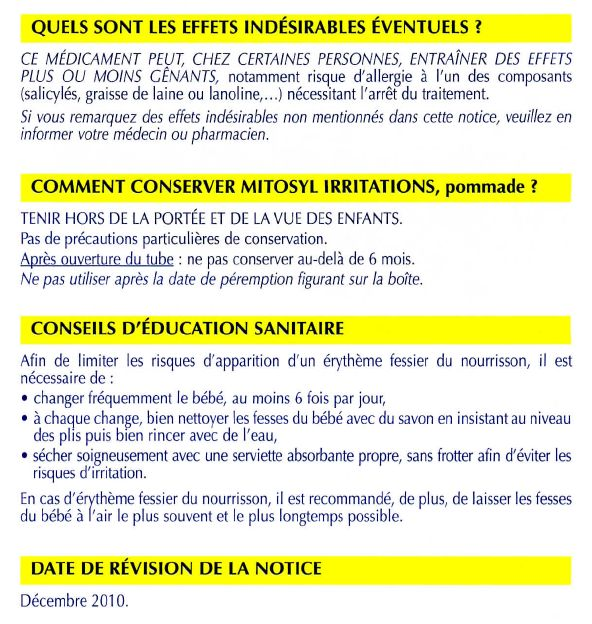 QUELS SONT LES EFFETS INDÉSIRABLES ÉVENTUELS ?
CE MÉDICAMENT PEUT, CHEZ CERTAINES PERSONNES, ENTRAÎNER DES EFFETS
PLUS OU MOINS GÊNANTS, notamment risque d'allergie à l'un des composants
(salicylés, graisse de laine ou lanoline,...) nécessitant l'arrêt du traitement.
Si vous remarquez des effets indésirables non mentionnés dans cette notice, veuillez en
informer votre médecin ou pharmacien.
COMMENT CONSERVER MITOSYL IRRITATIONS, pommade ?
TENIR HORS DE LA PORTÉE ET DE LA VUE DES ENFANTS.
Pas de précautions particulières de conservation.
Après ouverture du tube : ne pas conserver au-delà de 6 mois.
Ne pas utiliser après la date de péremption figurant sur la boîte.
CONSEILS D'ÉDUCATION SANITAIRE
Afin de limiter les risques d'apparition d'un érythème fessier du nourrisson, il est
nécessaire de :
• changer fréquemment le bébé, au moins 6 fois par jour,
• à chaque change, bien nettoyer les fesses du bébé avec du savon en insistant au niveau
des plis puis bien rincer avec de l'eau,
• sécher soigneusement avec une serviette absorbante propre, sans frotter afin d'éviter les
risques d'irritation.
En cas d'érythème fessier du nourrisson, il est recommandé, de plus, de laisser les fesses
du bébé à l'air le plus souvent et le plus longtemps possible.
DATE DE RÉVISION DE LA NOTICE
Décembre 2010.